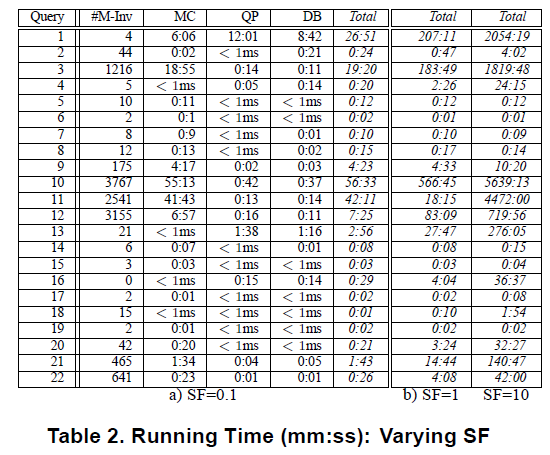 Query #M-Inv MC QP DB Total Total Total
1 4 6:06 12:01 8:42 26:51 207:11 2054:19
2 44 0:02 < 1ms 0:21 0:24 0:47 4:02
3 1216 18:55 0:14 0:11 19:20 183:49 1819:48
4 5 < 1ms 0:05 0:14 0:20 2:26 24:15
5 10 0:11 < 1ms < 1ms 0:12 0:12 0:12
6 2 0:1 < 1ms < 1ms 0:02 0:01 0:01
7 8 0:9 < 1ms 0:01 0:10 0:10 0:09
8 12 0:13 < 1ms 0:02 0:15 0:17 0:14
9 175 4:17 0:02 0:03 4:23 4:33 10:20
10 3767 55:13 0:42 0:37 56:33 566:45 5639:13
11 2541 41:43 0:13 0:14 42:11 18:15 4472:00
12 3155 6:57 0:16 0:11 7:25 83:09 719:56
13 21 < 1ms 1:38 1:16 2:56 27:47 276:05
14 6 0:07 < 1ms 0:01 0:08 0:08 0:15
15 3 0:03 < 1ms < 1ms 0:03 0:03 0:04
16 0 < 1ms 0:15 0:14 0:29 4:04 36:37
17 2 0:01 < 1ms < 1ms 0:02 0:02 0:08
18 15 < 1ms < 1ms < 1ms 0:01 0:10 1:54
19 2 0:01 < 1ms < 1ms 0:02 0:02 0:02
20 42 0:20 < 1ms < 1ms 0:21 3:24 32:27
21 465 1:34 0:04 0:05 1:43 14:44 140:47
22 641 0:23 0:01 0:01 0:26 4:08 42:00
a) SF=0.1 b) SF=1 SF=10
Table 2. Running Time (mm:ss): Varying SF